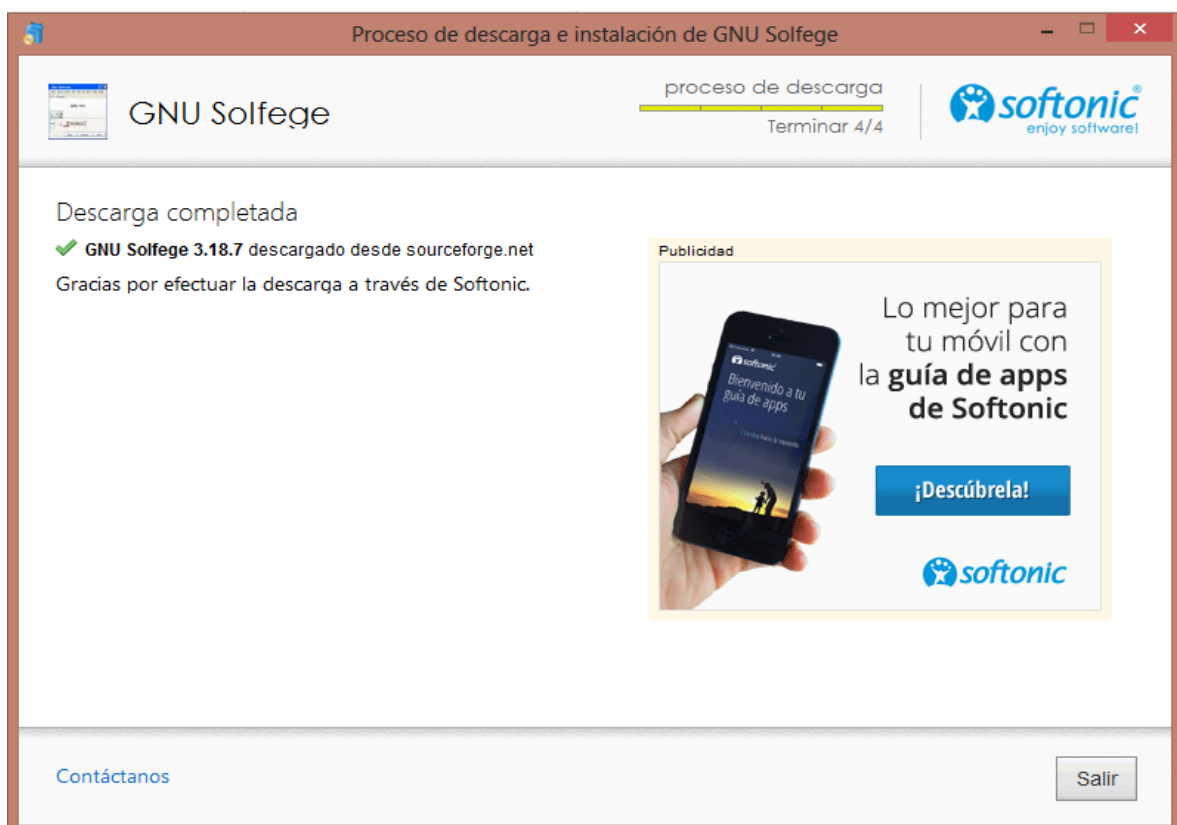 Proceso de descarga e instalación de GNU Solfege
GNU Solfege
proceso de descarga
Terminar 4/4
softonic®
enjoy software!
Descarga completada
GNU Solfege 3.18.7 descargado desde sourceforge.net
Gracias por efectuar la descarga a través de Softonic.
Publicidad
Lo mejor para
tu móvil con
la guía de apps
de Softonic
softonic
Bienvenido a tu
guía de apps
¡Descúbrela!
softonic
Contáctanos
Salir